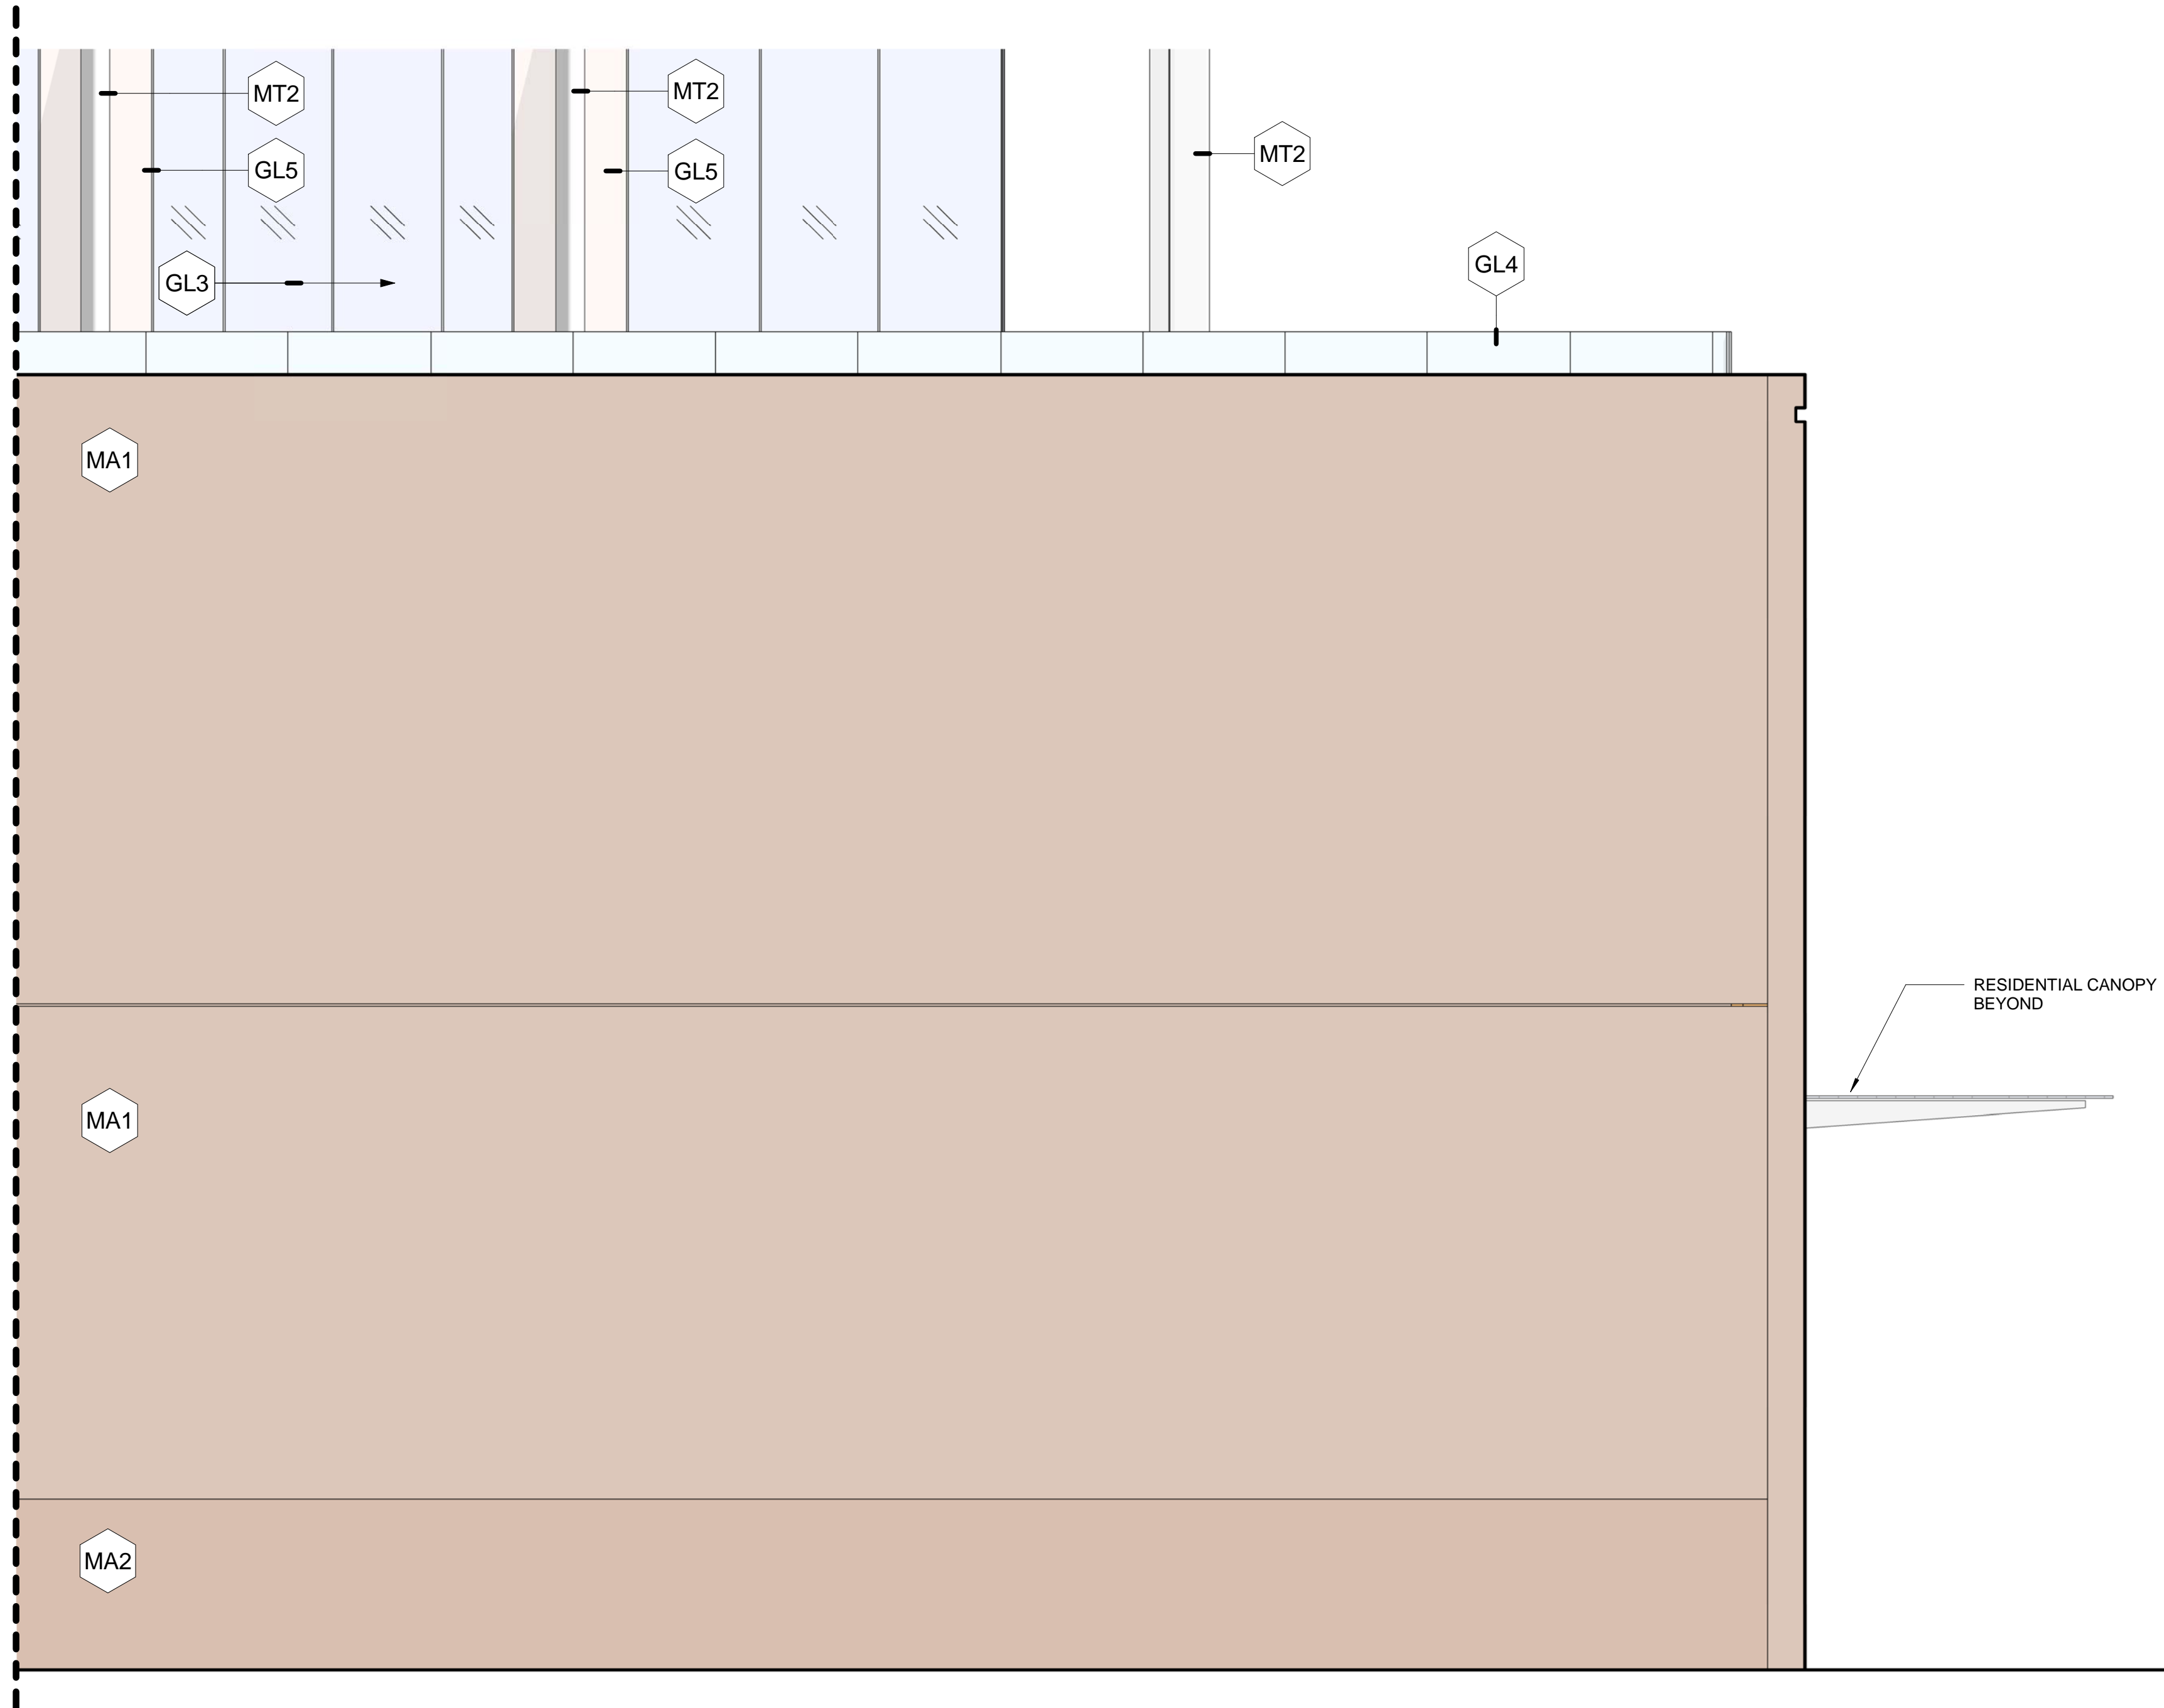 MT2
MT2
MT2
GL5
GL5
GL4
GL3
MA1
RESIDENTIAL CANOPY
BEYOND
MA1
MA2